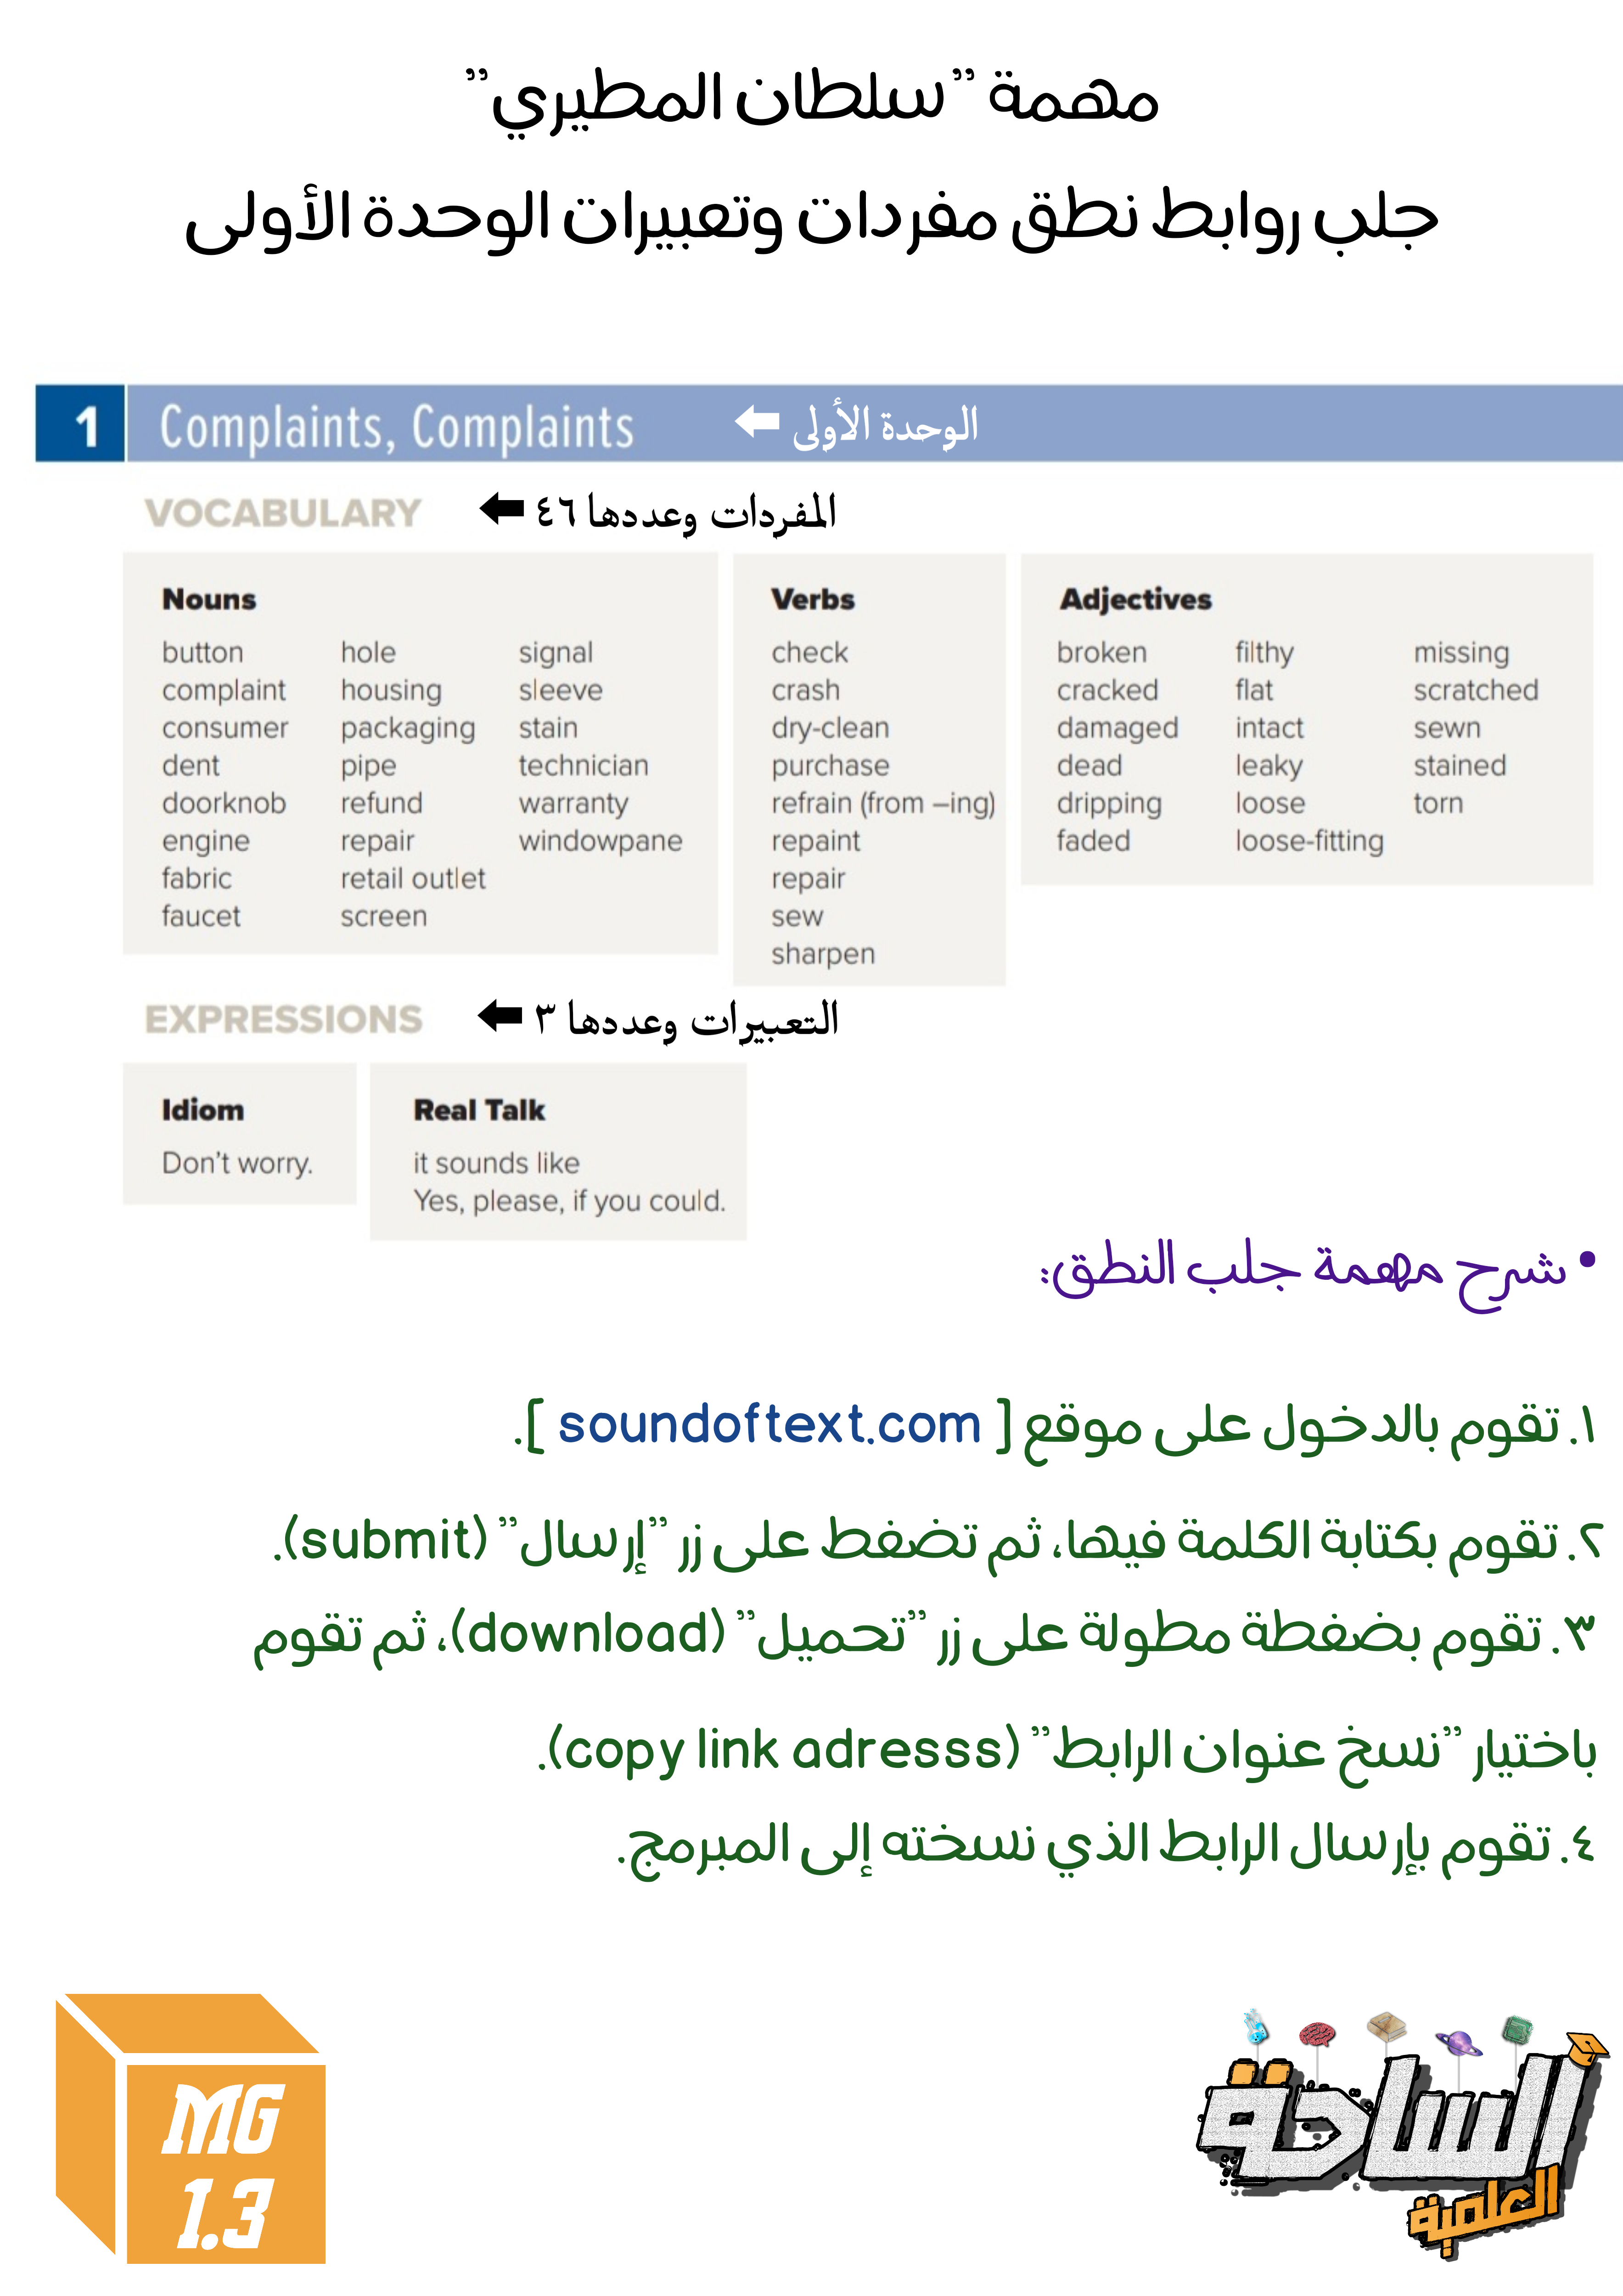 مهمة "سلطان المطيري"
جلب روابط نطق مفردات وتعبيرات الوحدة الأولى
1 Complaints, Complaints ⬅ الوحدة الأولى
VOCABULARY ⬅ المفردات وعددها ٤٦
Nouns
button
complaint
consumer
dent
doorknob
engine
fabric
faucet
hole
housing
packaging
pipe
refund
repair
retail outlet
screen
signal
sleeve
stain
technician
warranty
windowpane
Verbs
check
crash
dry-clean
purchase
refrain (from –ing)
repaint
repair
sew
sharpen
Adjectives
broken
cracked
damaged
dead
dripping
faded
filthy
flat
intact
leaky
loose
loose-fitting
missing
scratched
sewn
stained
torn
EXPRESSIONS ⬅ التعبيرات وعددها ٣
Idiom
Don't worry.
Real Talk
it sounds like
Yes, please, if you could.
• شرح مهمة جلب النطق:
١. تقوم بالدخول على موقع [ soundoftext.com ].
٢. تقوم بكتابة الكلمة فيها، ثم تضغط على زر "إرسال" (submit).
٣. تقوم بضغطة مطولة على زر "تحميل" (download)، ثم تقوم
باختيار "نسخ عنوان الرابط" (copy link adresss).
٤. تقوم بإرسال الرابط الذي نسخته إلى المبرمج.
MG
1.3
الساحة
العلمية